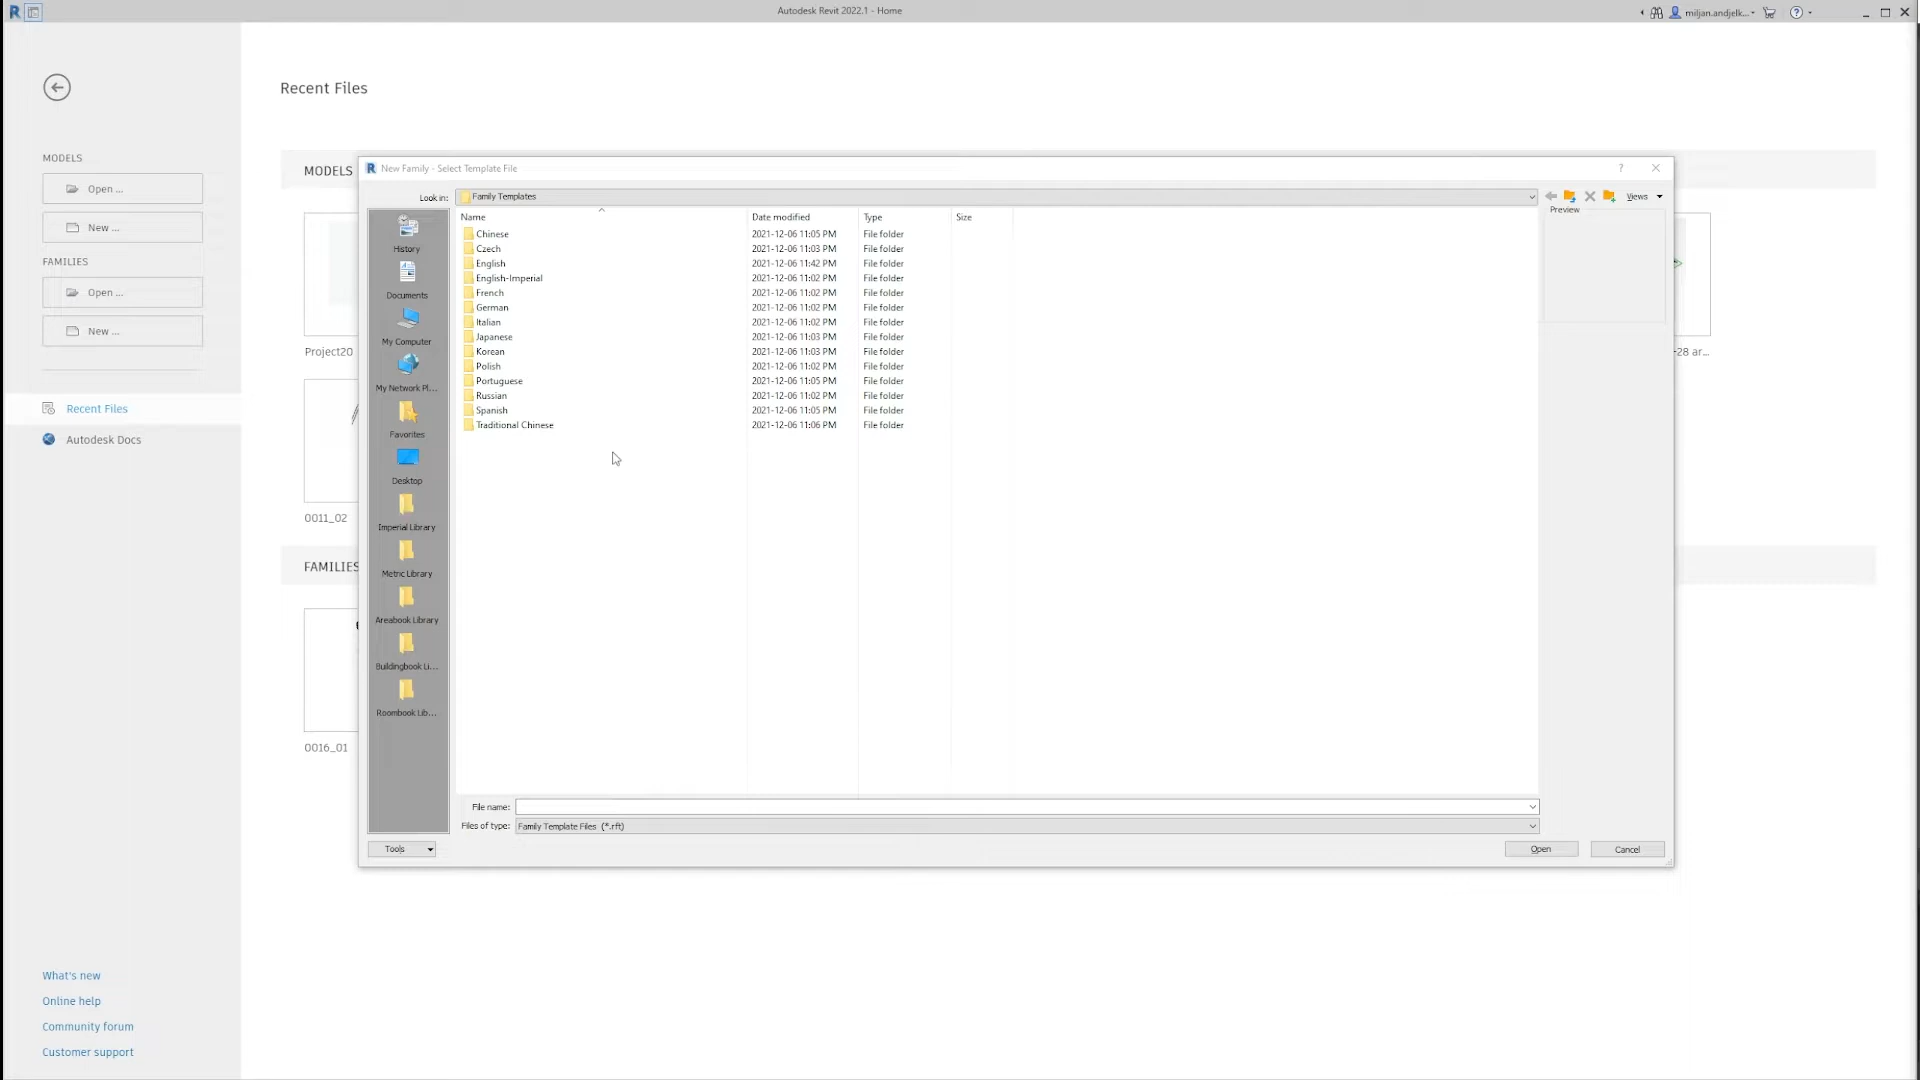 Autodesk Revit 2022.1 - Home
miljan.andjelk...
Recent Files
MODELS
Open ...
New ...
FAMILIES
Open ...
New ...
Recent Files
Autodesk Docs
What's new
Online help
Community forum
Customer support
MODELS
Project20
-28 ar...
0011_02
FAMILIES
0016_01
New Family - Select Template File
Look in:
Family Templates
Views
Preview
History
Documents
My Computer
My Network Pl...
Favorites
Desktop
Imperial Library
Metric Library
Areabook Library
Buildingbook Li...
Roombook Lib...
Name Date modified Type Size
Chinese 2021-12-06 11:05 PM File folder
Czech 2021-12-06 11:03 PM File folder
English 2021-12-06 11:42 PM File folder
English-Imperial 2021-12-06 11:02 PM File folder
French 2021-12-06 11:02 PM File folder
German 2021-12-06 11:02 PM File folder
Italian 2021-12-06 11:02 PM File folder
Japanese 2021-12-06 11:03 PM File folder
Korean 2021-12-06 11:03 PM File folder
Polish 2021-12-06 11:02 PM File folder
Portuguese 2021-12-06 11:05 PM File folder
Russian 2021-12-06 11:02 PM File folder
Spanish 2021-12-06 11:05 PM File folder
Traditional Chinese 2021-12-06 11:06 PM File folder
File name:
Files of type: Family Template Files (*.rft)
Tools
Open
Cancel